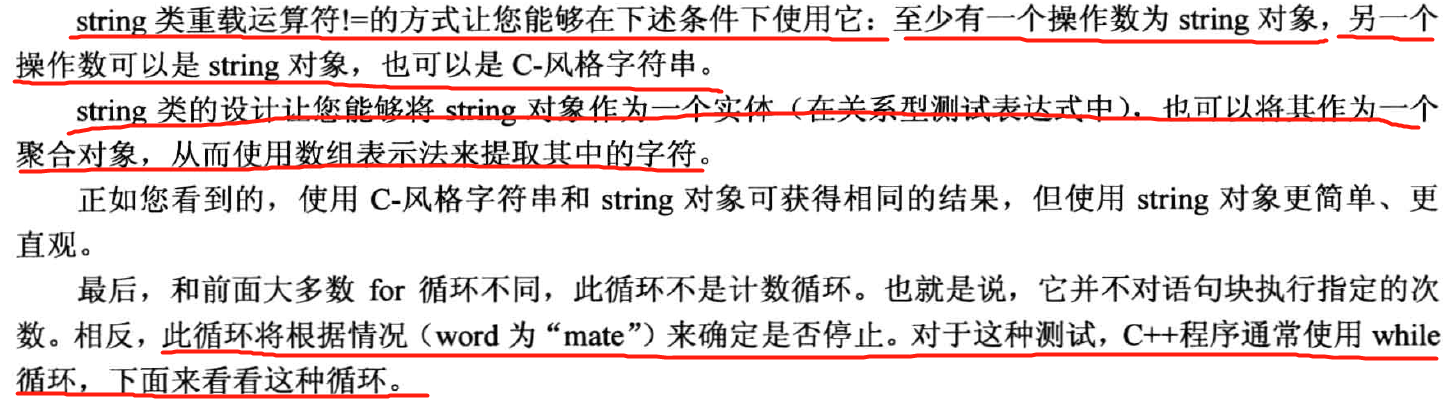 string 类重载运算符!=的方式让您能够在下述条件下使用它：至少有一个操作数为 string 对象，另一个
操作数可以是 string 对象，也可以是 C-风格字符串。
string 类的设计让您能够将 string 对象作为一个实体（在关系型测试表达式中），也可以将其作为一个
聚合对象，从而使用数组表示法来提取其中的字符。
正如您看到的，使用 C-风格字符串和 string 对象可获得相同的结果，但使用 string 对象更简单、更
直观。
最后，和前面大多数 for 循环不同，此循环不是计数循环。也就是说，它并不对语句块执行指定的次
数。相反，此循环将根据情况（word 为“mate”）来确定是否停止。对于这种测试，C++程序通常使用 while
循环，下面来看看这种循环。